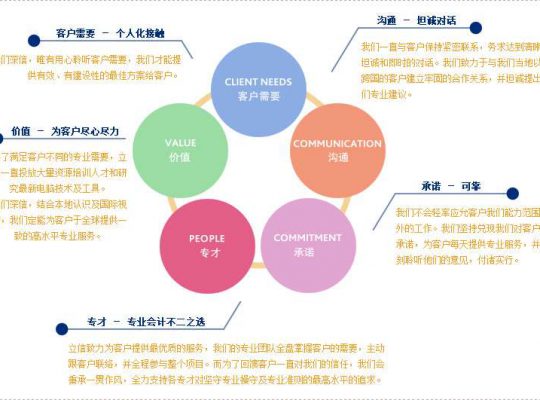 客户需要 － 个人化接触
们深信，唯有用心聆听客户需要，我们才能提
供有效、有建设性的最佳方案给客户。
沟通 － 坦诚对话
我们一直与客户保持紧密联系，务求达到清晰
坦诚和即时的对话。我们致力于与我们当地以
跨国的客户建立牢固的合作关系，并坦诚提出
们专业建议。
CLIENT NEEDS
客户需要
价值 － 为客户尽心尽力
了满足客户不同的专业需要，立
一直投放大量资源培训人才和研
究最新电脑技术及工具。
们深信，结合本地认识及国际视
，我们定能为客户于全球提供一
致的高水平专业服务。
VALUE
价值
COMMUNICATION
沟通
承诺 － 可靠
我们不会轻率应允客户我们能力范围
外的工作。我们坚持兑现我们对客户
承诺，为客户每天提供专业服务，并
到聆听他们的意见，付诸实行。
PEOPLE
专才
COMMITMENT
承诺
专才 － 专业会计不二之选
立信致力为客户提供最优质的服务，我们的专业团队全盘掌握客户的需要，主动
跟客户联络，并全程参与整个项目。而为了回馈客户一直对我们的信任，我们会
秉承一贯作风，全力支持各专才对坚守专业操守及专业准则的最高水平的追求。